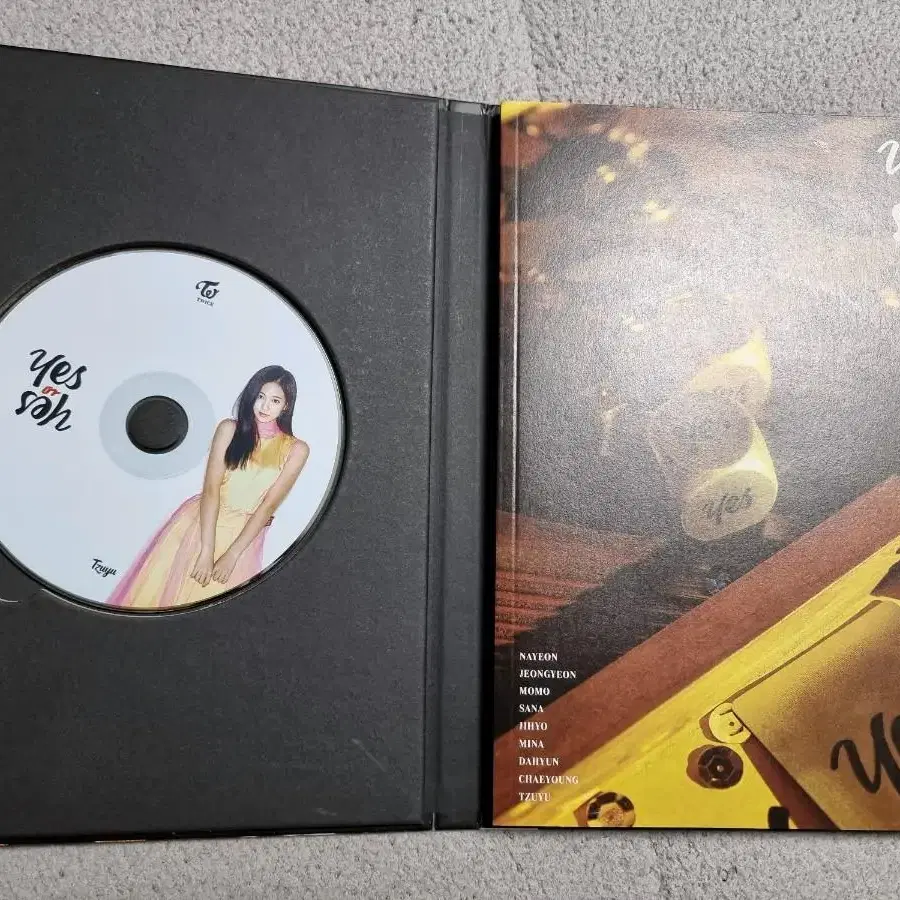 TWICE
Yes
or
Yes
Tzuyu
yes
NAYEON
JEONGYEON
MOMO
SANA
JIHYO
MINA
DAHYUN
CHAEYOUNG
TZUYU